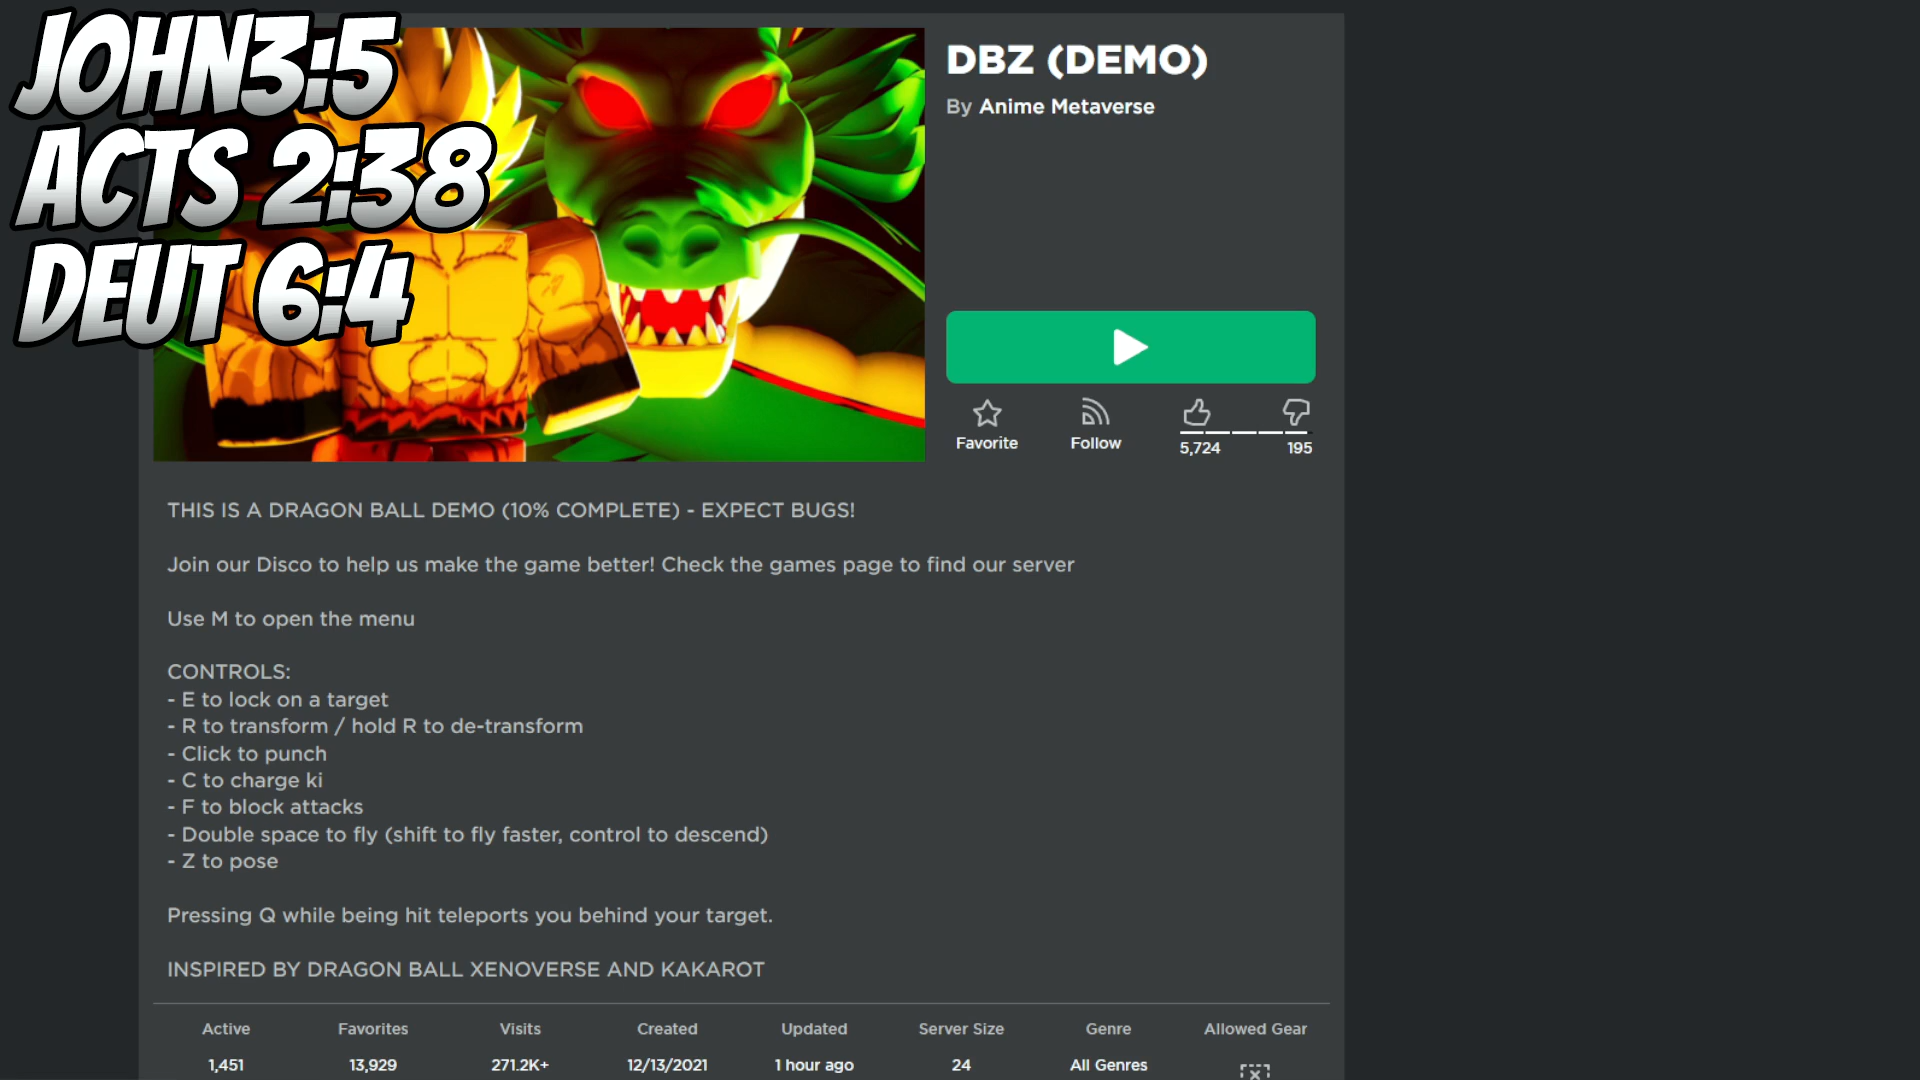 JOHN3:5
ACTS 2:38
DEUT 6:4
DBZ (DEMO)
By Anime Metaverse
Favorite
Follow
5,724
195
THIS IS A DRAGON BALL DEMO (10% COMPLETE) - EXPECT BUGS!
Join our Disco to help us make the game better! Check the games page to find our server
Use M to open the menu
CONTROLS:
- E to lock on a target
- R to transform / hold R to de-transform
- Click to punch
- C to charge ki
- F to block attacks
- Double space to fly (shift to fly faster, control to descend)
- Z to pose
Pressing Q while being hit teleports you behind your target.
INSPIRED BY DRAGON BALL XENOVERSE AND KAKAROT
Active Favorites Visits Created Updated Server Size Genre Allowed Gear
1,451 13,929 271.2K+ 12/13/2021 1 hour ago 24 All Genres